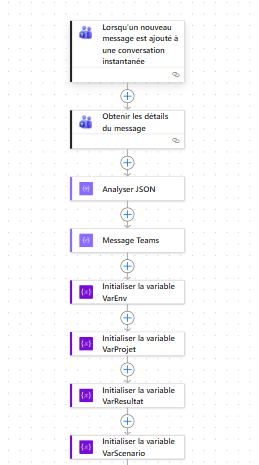 Lorsqu'un nouveau
message est ajouté à
une conversation
instantanée
Obtenir les détails
du message
Analyser JSON
Message Teams
Initialiser la variable
VarEnv
Initialiser la variable
VarProjet
Initialiser la variable
VarResultat
Initialiser la variable
VarScenario